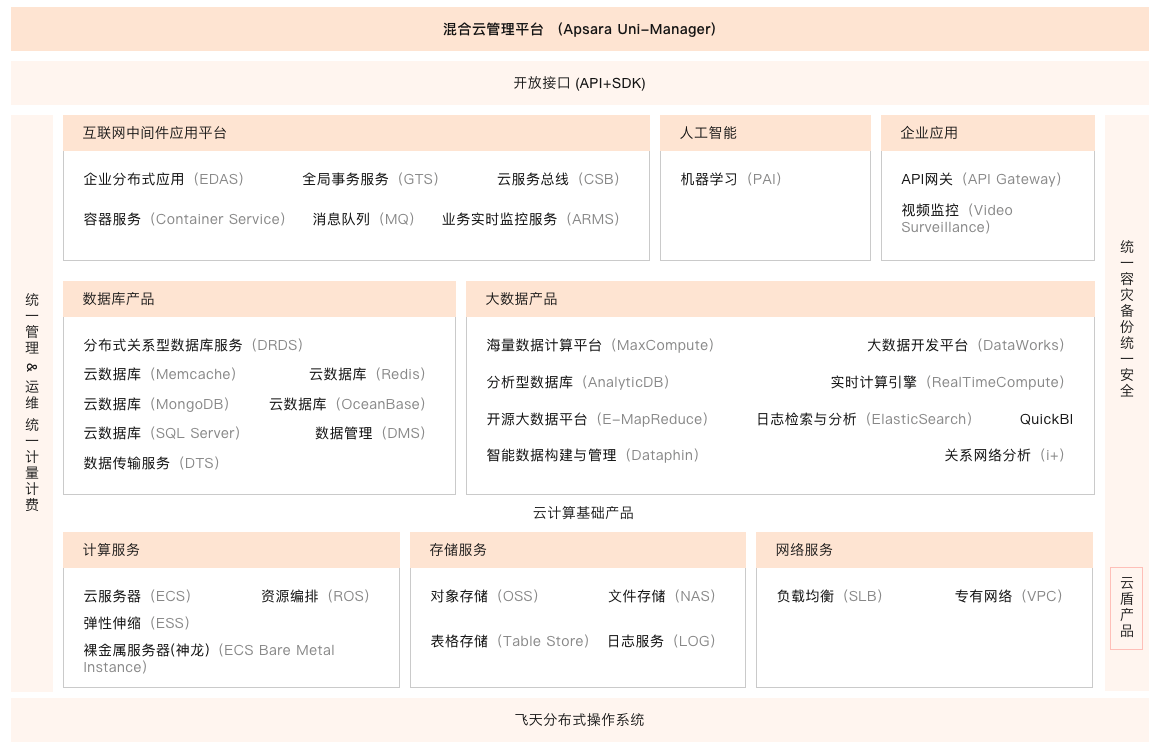 混合云管理平台 （Apsara Uni-Manager）
开放接口 (API+SDK)
统一管理 & 运维 统一计量计费
互联网中间件应用平台
企业分布式应用（EDAS） 全局事务服务（GTS） 云服务总线（CSB）
容器服务（Container Service） 消息队列（MQ） 业务实时监控服务（ARMS）
人工智能
机器学习（PAI）
企业应用
API网关（API Gateway）
视频监控（Video
Surveillance）
数据库产品
分布式关系型数据库服务（DRDS）
云数据库（Memcache） 云数据库（Redis）
云数据库（MongoDB） 云数据库（OceanBase）
云数据库（SQL Server） 数据管理（DMS）
数据传输服务（DTS）
大数据产品
海量数据计算平台（MaxCompute） 大数据开发平台（DataWorks）
分析型数据库（AnalyticDB） 实时计算引擎（RealTimeCompute）
开源大数据平台（E-MapReduce） 日志检索与分析（ElasticSearch） QuickBI
智能数据构建与管理（Dataphin） 关系网络分析（i+）
云计算基础产品
计算服务
云服务器（ECS） 资源编排（ROS）
弹性伸缩（ESS）
裸金属服务器(神龙)（ECS Bare Metal
Instance）
存储服务
对象存储（OSS） 文件存储（NAS）
表格存储（Table Store） 日志服务（LOG）
网络服务
负载均衡（SLB） 专有网络（VPC）
统一容灾备份统一安全
云盾产品
飞天分布式操作系统